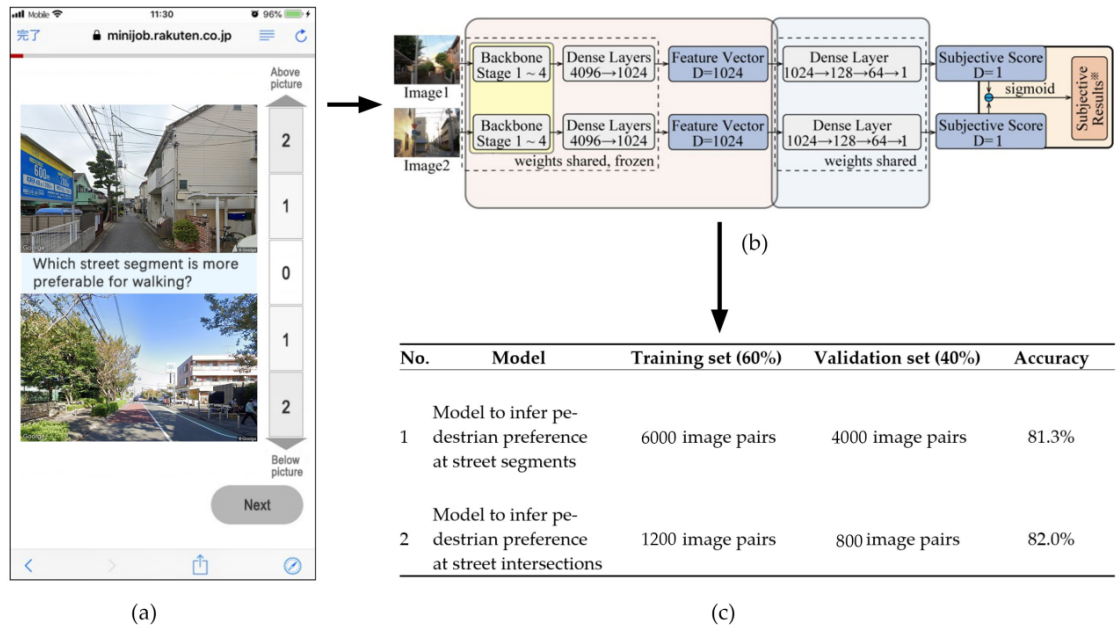 Mobile
11:30
96%
完了
minijob.rakuten.co.jp
Above
picture
2
1
0
1
2
Below
picture
600
Google
© Google
Which street segment is more
preferable for walking?
Google
© Google
Next
(a)
Image1
Backbone
Stage 1 ~ 4
Dense Layers
4096→1024
Feature Vector
D=1024
Dense Layer
1024→128→64→1
Subjective Score
D=1
sigmoid
Subjective
Results※
Image2
Backbone
Stage 1 ~ 4
Dense Layers
4096→1024
Feature Vector
D=1024
Dense Layer
1024→128→64→1
Subjective Score
D=1
weights shared, frozen
weights shared
(b)
No. Model Training set (60%) Validation set (40%) Accuracy
Model to infer pe-
1 destrian preference 6000 image pairs 4000 image pairs 81.3%
at street segments
Model to infer pe-
2 destrian preference 1200 image pairs 800 image pairs 82.0%
at street intersections
(c)